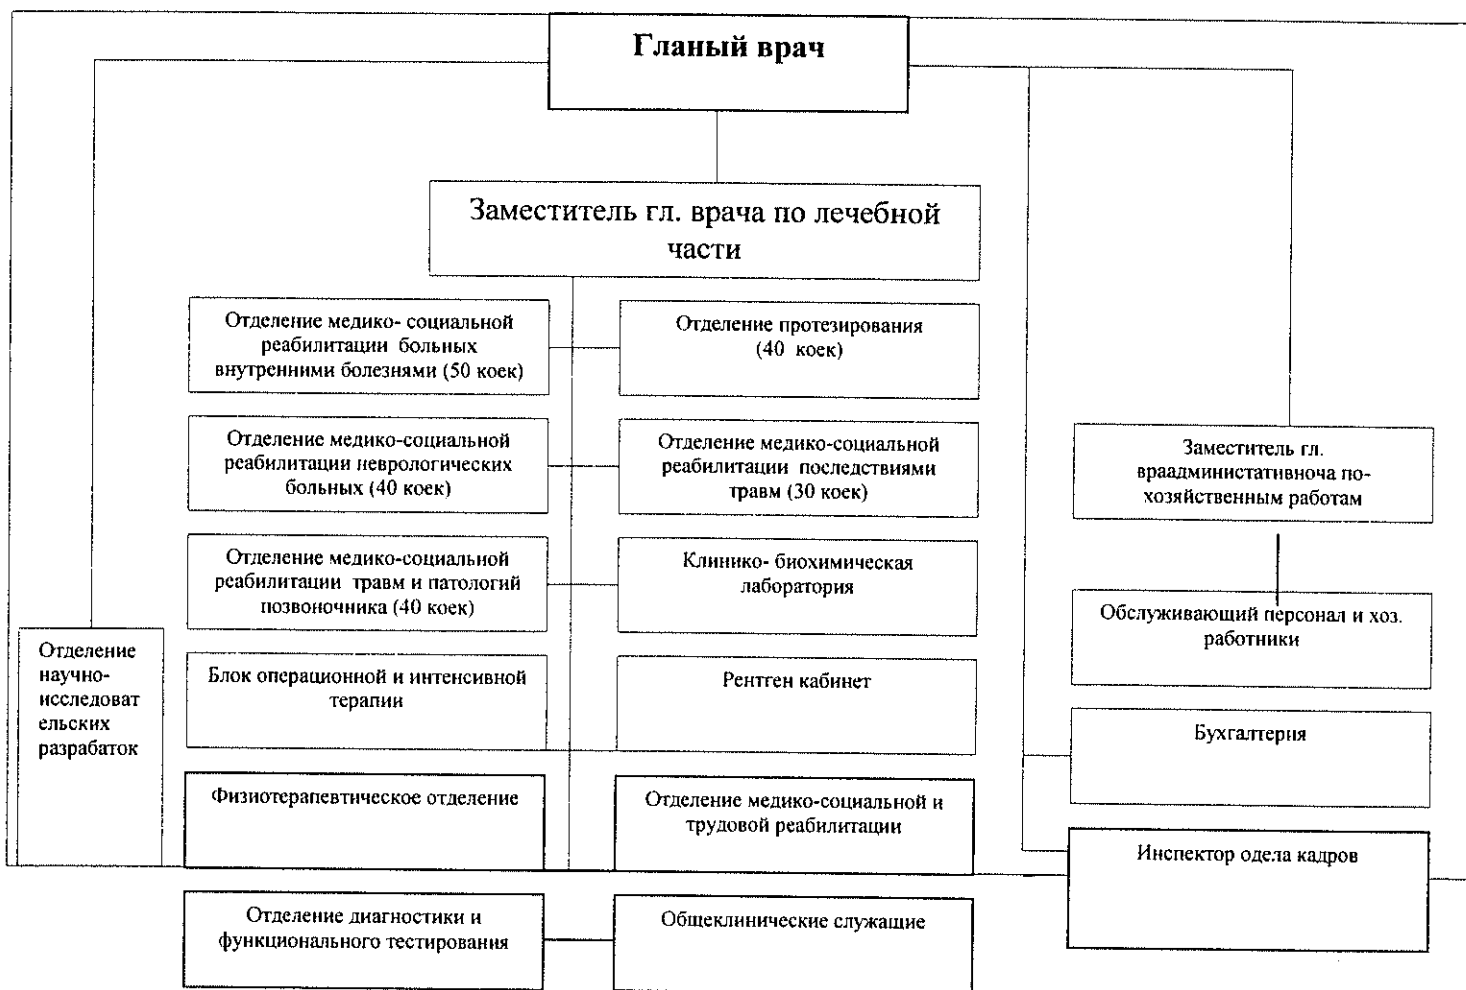 Гланый врач
Заместитель гл. врача по лечебной
части
Отделение медико- социальной
реабилитации больных
внутренними болезнями (50 коек)
Отделение протезирования
(40 коек)
Отделение медико-социальной
реабилитации неврологических
больных (40 коек)
Отделение медико-социальной
реабилитации последствиями
травм (30 коек)
Заместитель гл.
враадминистативноча по-
хозяйственным работам
Отделение медико-социальной
реабилитации травм и патологий
позвоночника (40 коек)
Клинико- биохимическая
лаборатория
Обслуживающий персонал и хоз.
работники
Отделение
научно-
исследоват
ельских
разрабаток
Блок операционной и интенсивной
терапии
Рентген кабинет
Бухгалтерия
Физиотерапевтическое отделение
Отделение медико-социальной и
трудовой реабилитации
Инспектор одела кадров
Отделение диагностики и
функционального тестирования
Общеклинические служащие